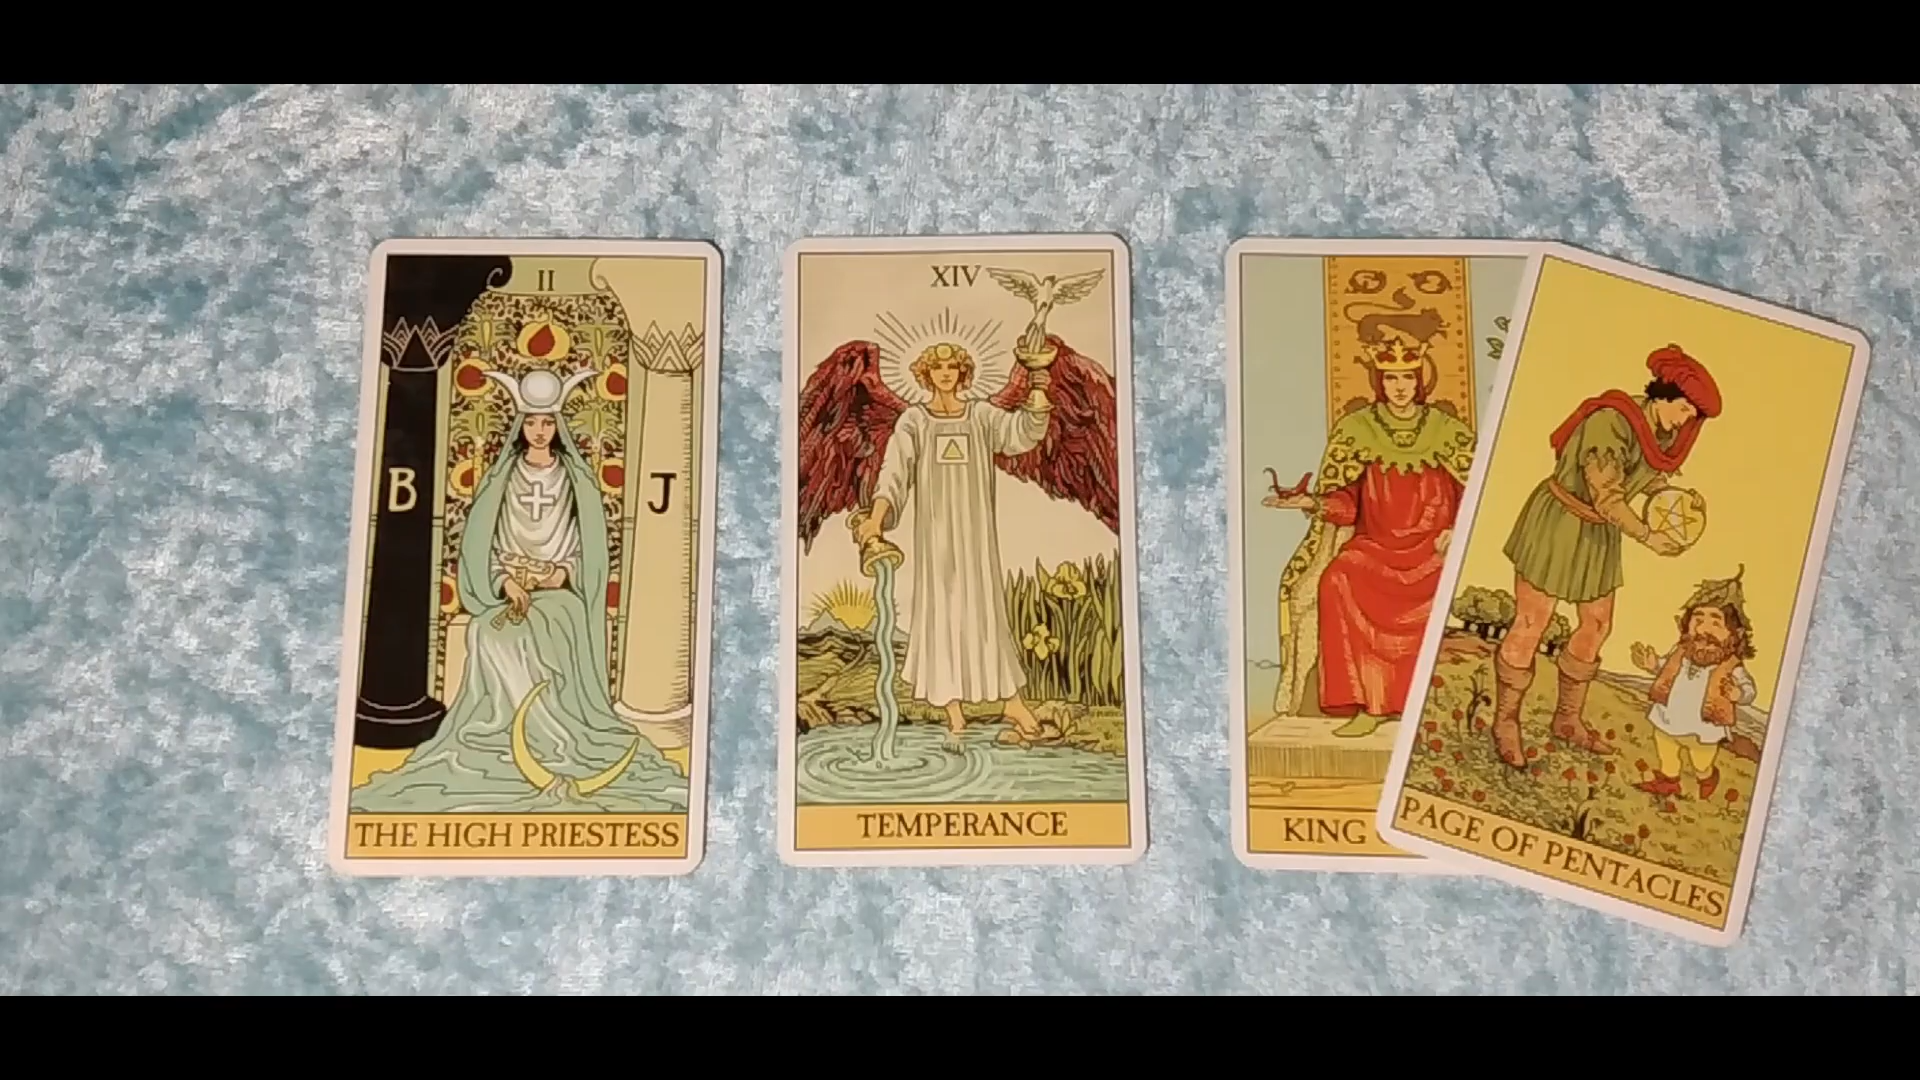 II
B
J
THE HIGH PRIESTESS
XIV
TEMPERANCE
KING
PAGE OF PENTACLES